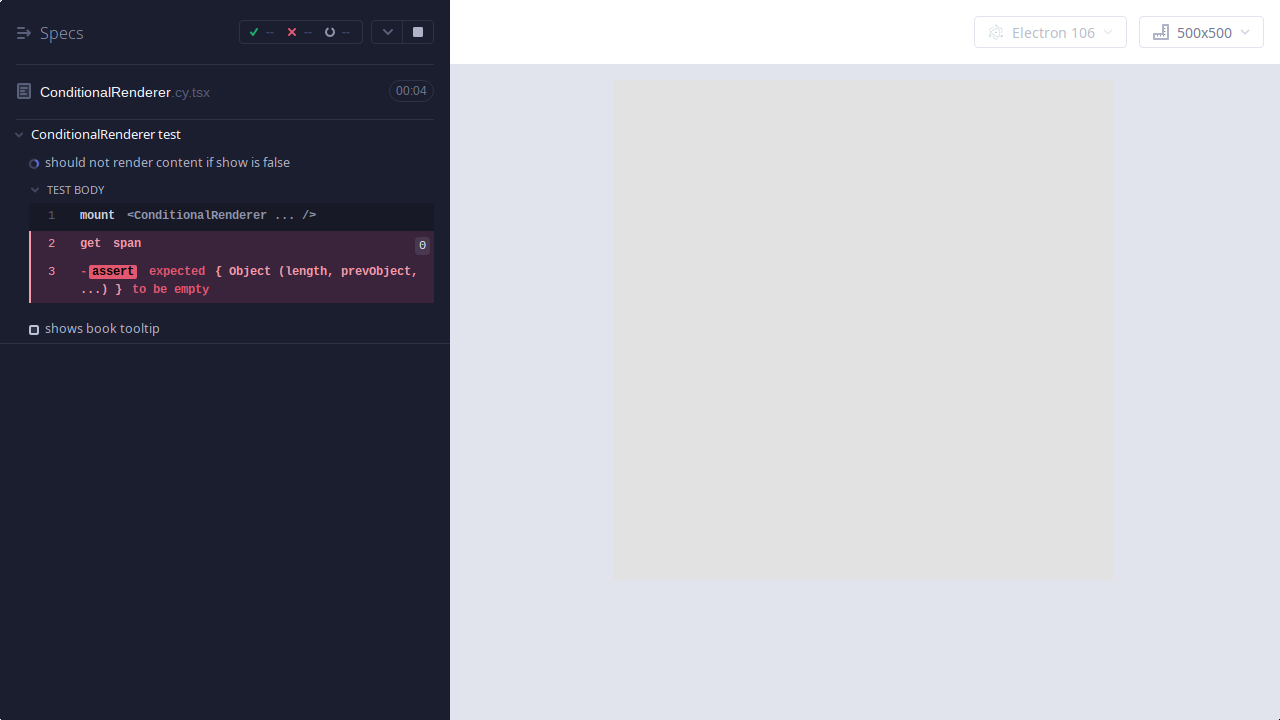 Specs
-- -- --
Electron 106
500x500
ConditionalRenderer.cy.tsx
00:04
ConditionalRenderer test
should not render content if show is false
TEST BODY
1 mount <ConditionalRenderer ... />
2 get span 0
3 -assert expected { Object (length, prevObject,
...) } to be empty
shows book tooltip